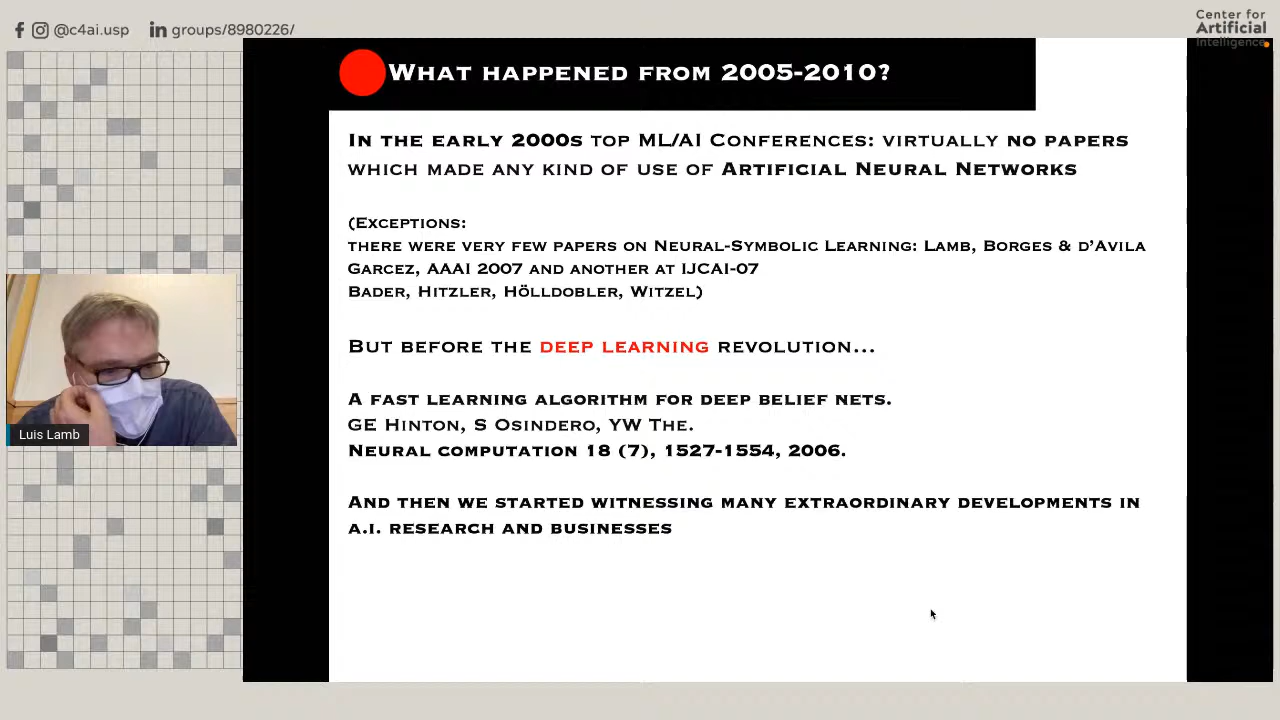 @c4ai.usp in groups/8980226/
Center for
Artificial
Intelligence
WHAT HAPPENED FROM 2005-2010?
IN THE EARLY 2000S TOP ML/AI CONFERENCES: VIRTUALLY NO PAPERS
WHICH MADE ANY KIND OF USE OF ARTIFICIAL NEURAL NETWORKS
(EXCEPTIONS:
THERE WERE VERY FEW PAPERS ON NEURAL-SYMBOLIC LEARNING: LAMB, BORGES & D'AVILA
GARCEZ, AAAI 2007 AND ANOTHER AT IJCAI-07
BADER, HITZLER, HÖLLDOBLER, WITZEL)
BUT BEFORE THE DEEP LEARNING REVOLUTION...
A FAST LEARNING ALGORITHM FOR DEEP BELIEF NETS.
GE HINTON, S OSINDERO, YW THE.
NEURAL COMPUTATION 18 (7), 1527-1554, 2006.
AND THEN WE STARTED WITNESSING MANY EXTRAORDINARY DEVELOPMENTS IN
A.I. RESEARCH AND BUSINESSES
Luis Lamb